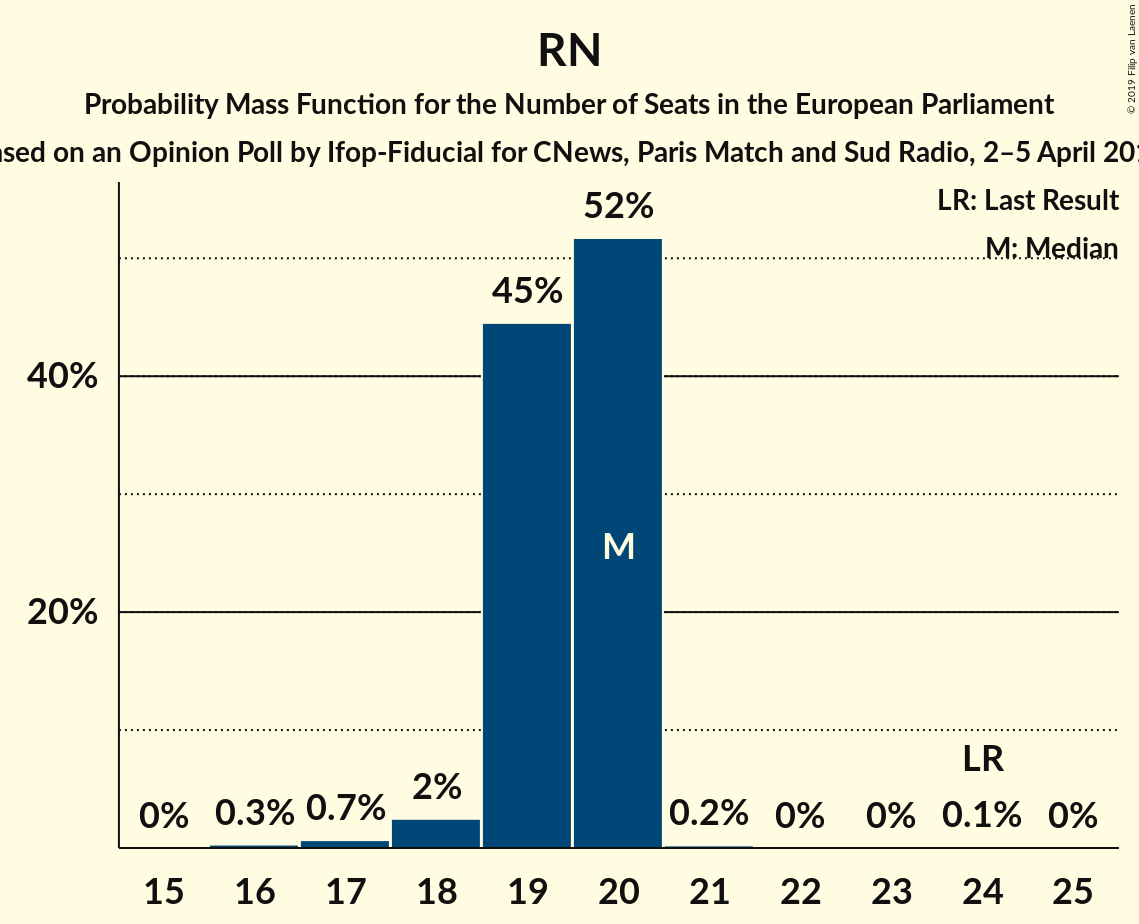 RN
Probability Mass Function for the Number of Seats in the European Parliament
on an Opinion Poll by Ifop-Fiducial for CNews, Paris Match and Sud Radio, 2–5 April
© 2019 Filip van Laenen
LR: Last Result
M: Median
52%
45%
40%
M
20%
LR
0% 0.3% 0.7% 2% 0.2% 0% 0% 0.1% 0%
15 16 17 18 19 20 21 22 23 24 25